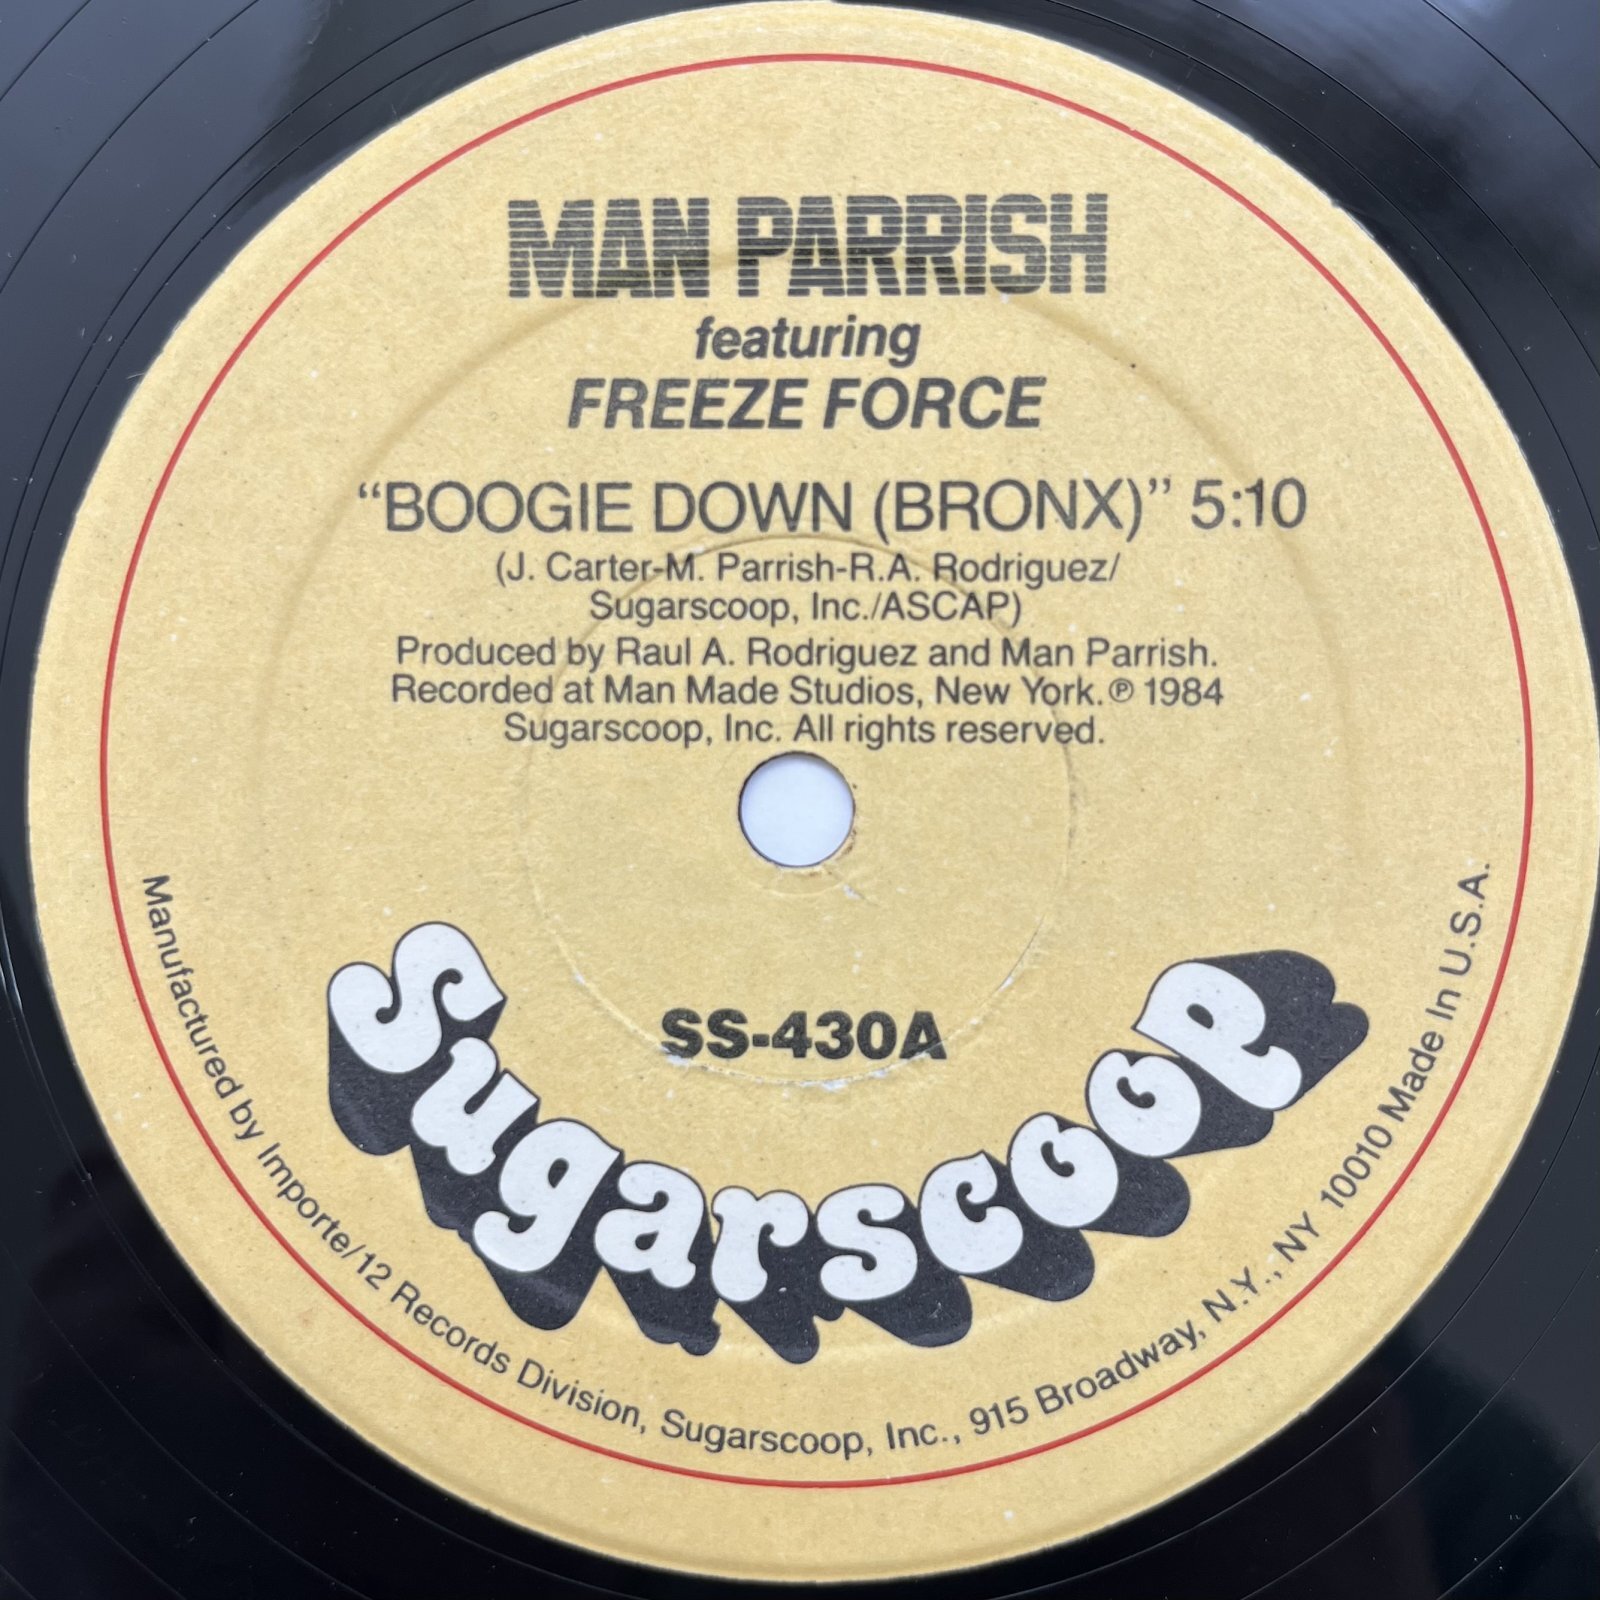 MAN PARRISH
featuring
FREEZE FORCE
“BOOGIE DOWN (BRONX)” 5:10
(J. Carter-M. Parrish-R.A. Rodriguez/
Sugarscoop, Inc./ASCAP)
Produced by Raul A. Rodriguez and Man Parrish.
Recorded at Man Made Studios, New York. ℗ 1984
Sugarscoop, Inc. All rights reserved.
SS-430A
Sugarscoop
Manufactured by Importe/12 Records Division, Sugarscoop, Inc., 915 Broadway, N.Y., NY 10010 Made In U.S.A.